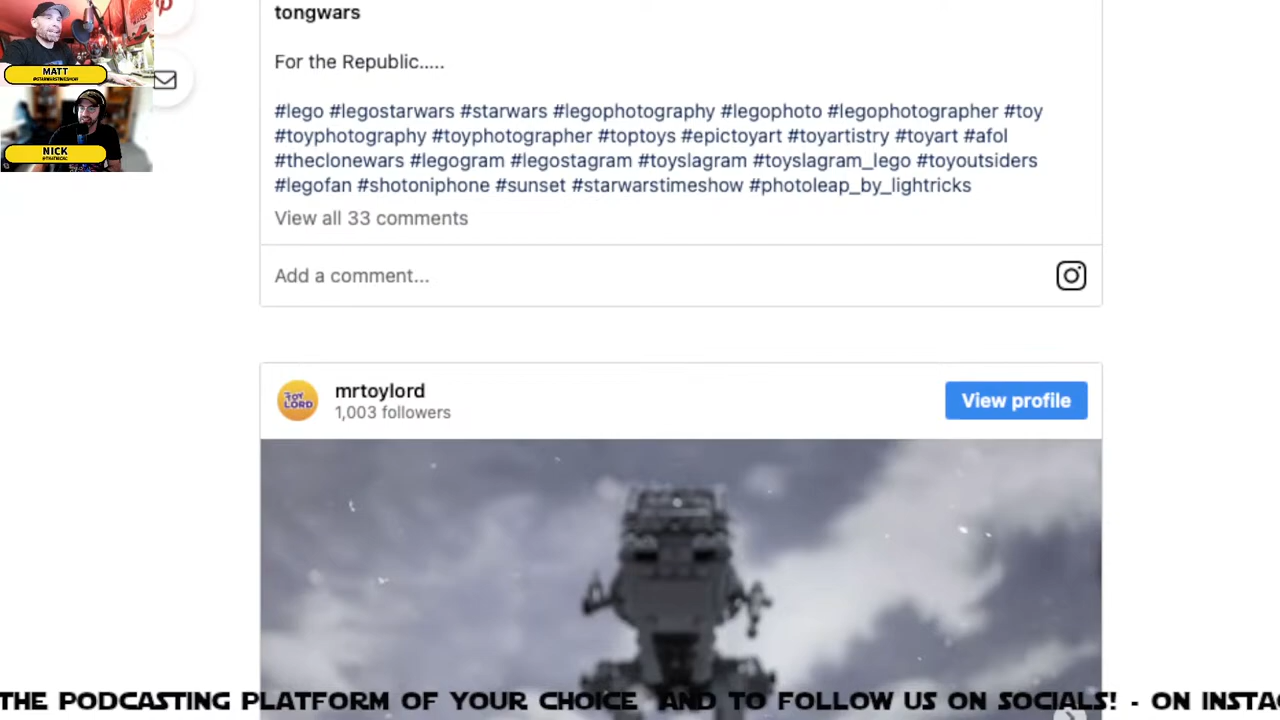 MATT
@STARWARSTIMESHOW
NICK
tongwars
For the Republic.....
#lego #legostarwars #starwars #legophotography #legophoto #legophotographer #toy
#toyphotography #toyphotographer #toptoys #epictoyart #toyartistry #toyart #afol
#theclonewars #legogram #legostagram #toyslagram #toyslagram_lego #toyoutsiders
#legofan #shotoniphone #sunset #starwarstimeshow #photoleap_by_lightricks
View all 33 comments
Add a comment...
TOY
LORD
mrtoylord
1,003 followers
View profile
THE PODCASTING PLATFORM OF YOUR CHOICE AND TO FOLLOW US ON SOCIALS! - ON INSTA